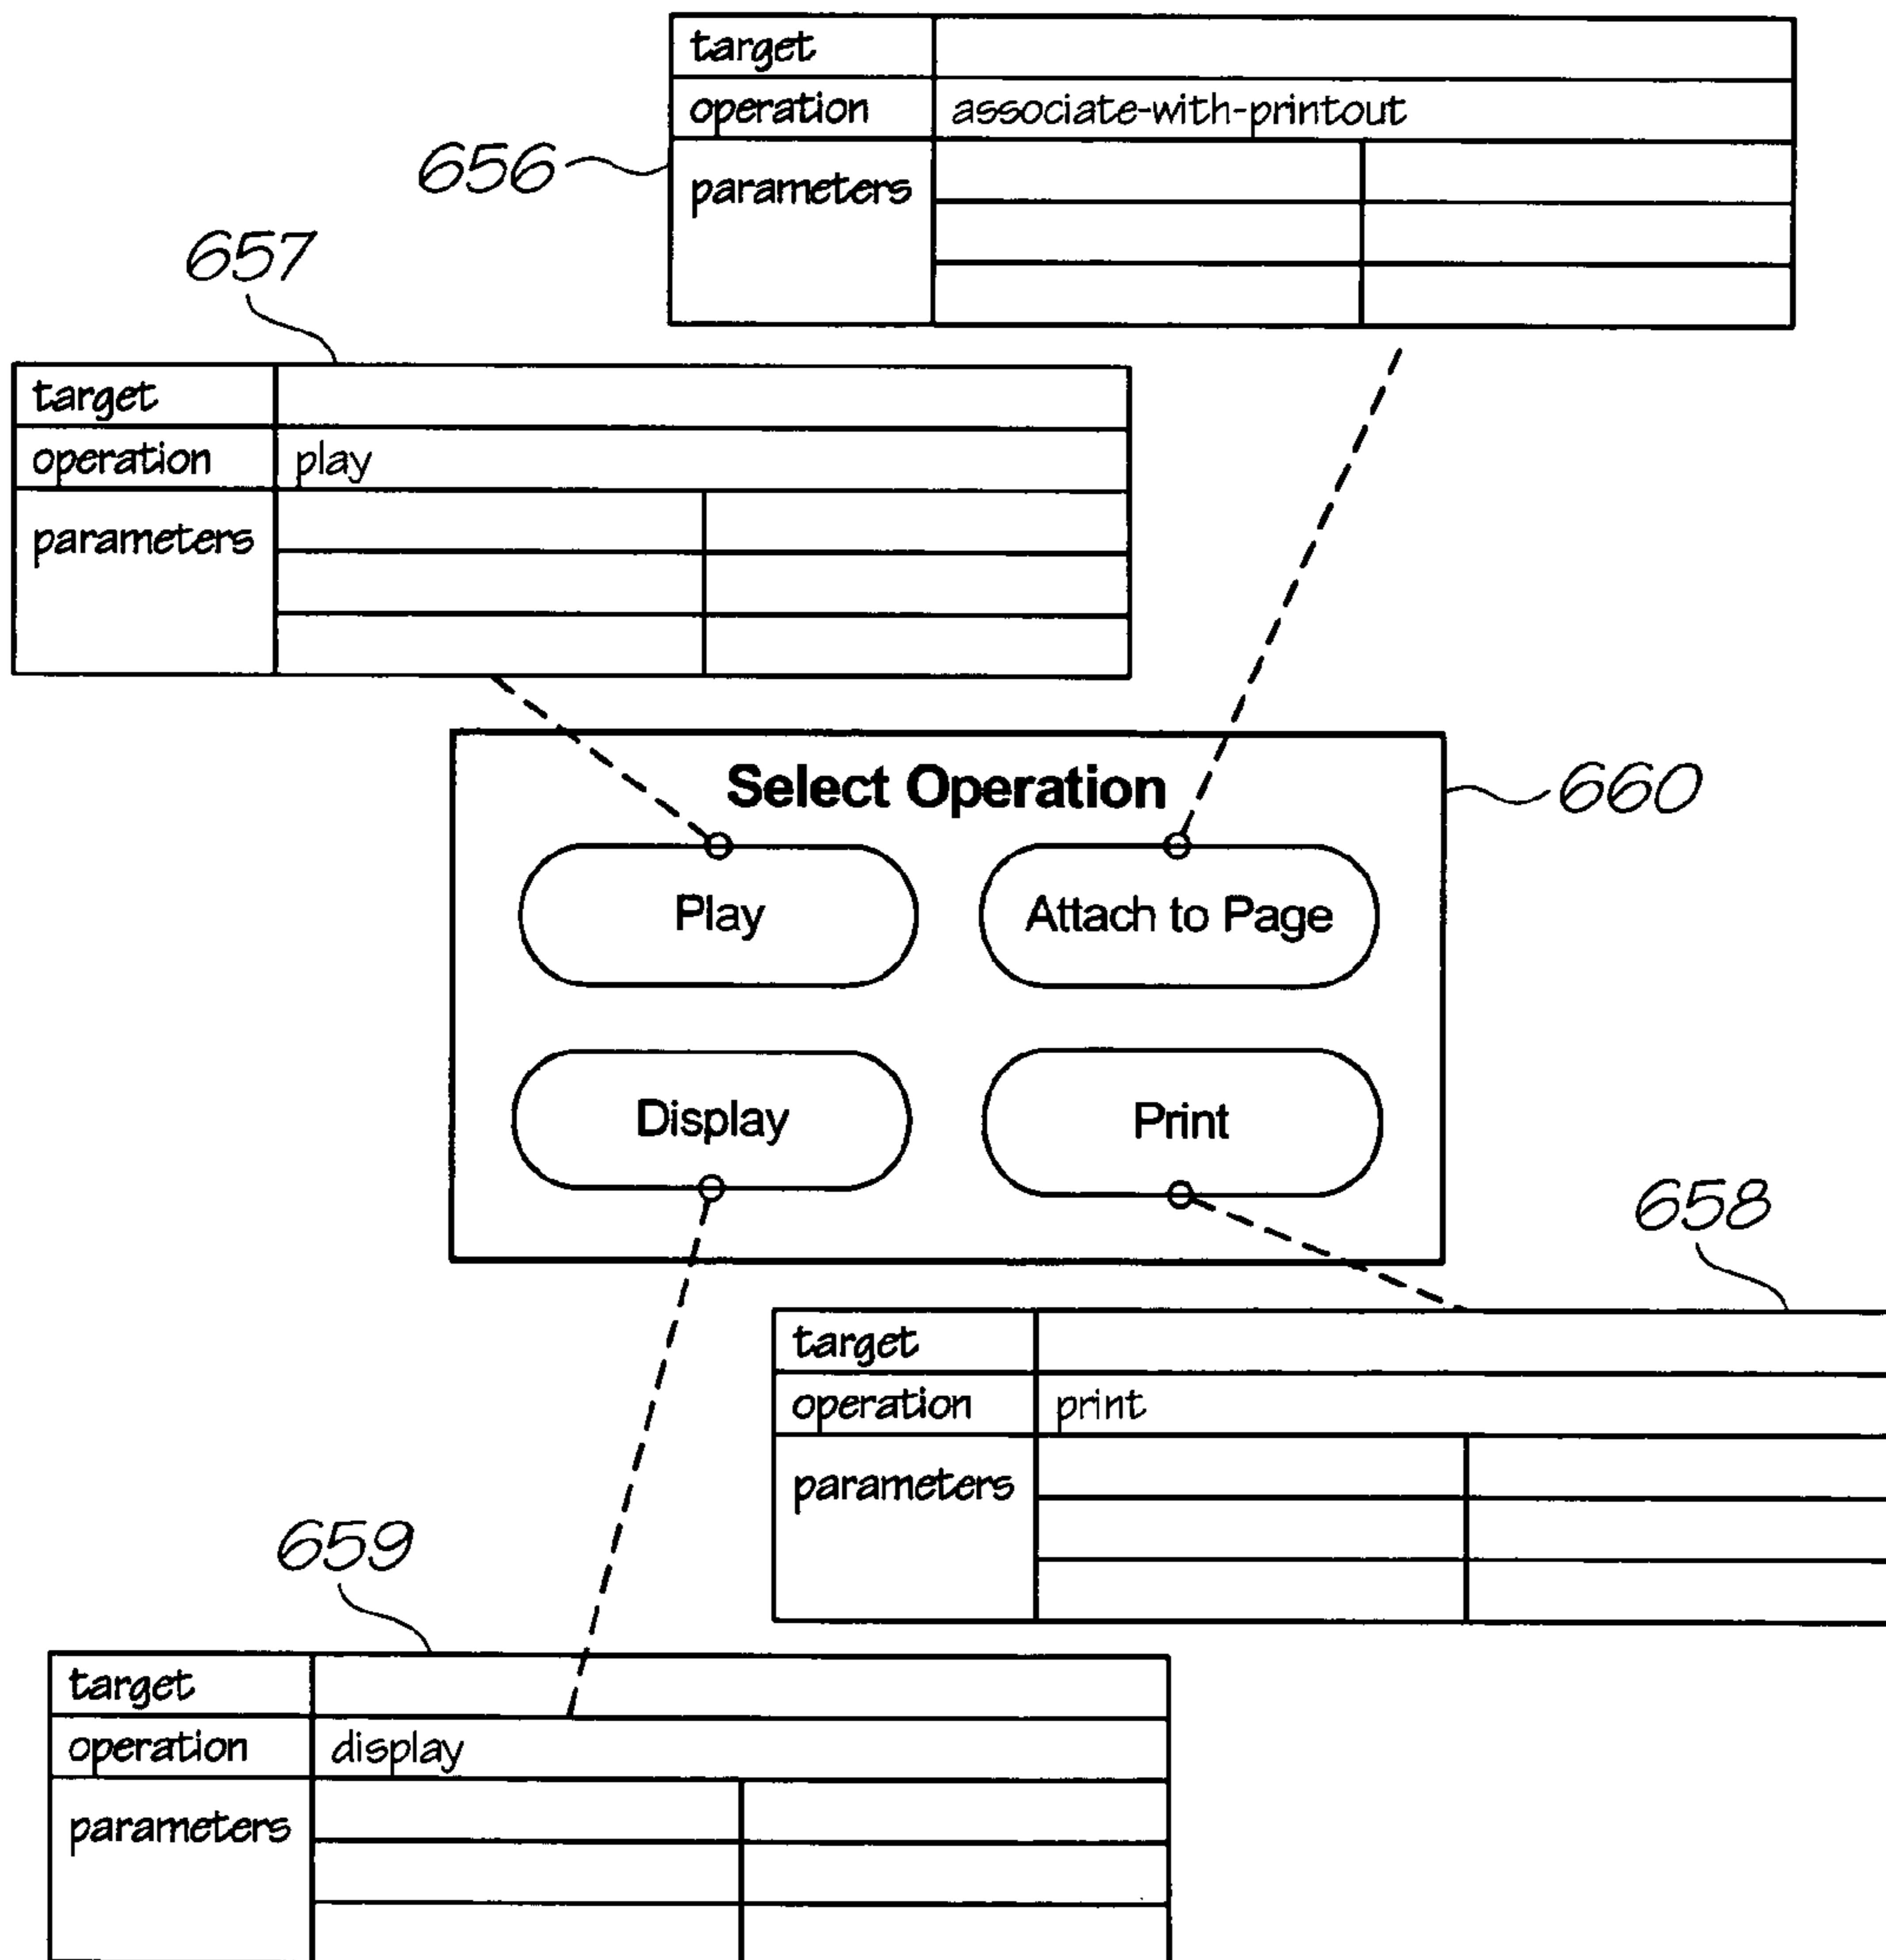 target
operation associate-with-printout
656
parameters
657
target
operation play
parameters
Select Operation
660
Play Attach to Page
Display Print
658
target
operation print
parameters
659
target
operation display
parameters